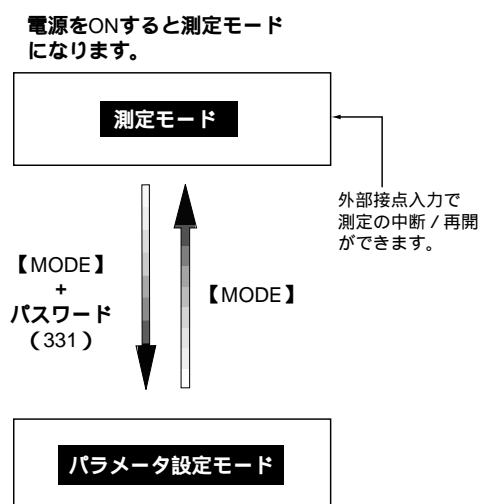 電源をONすると測定モード
になります。
測定モード
外部接点入力で
測定の中断 / 再開
ができます。
【MODE】
+
パスワード
(331)
【MODE】
パラメータ設定モード